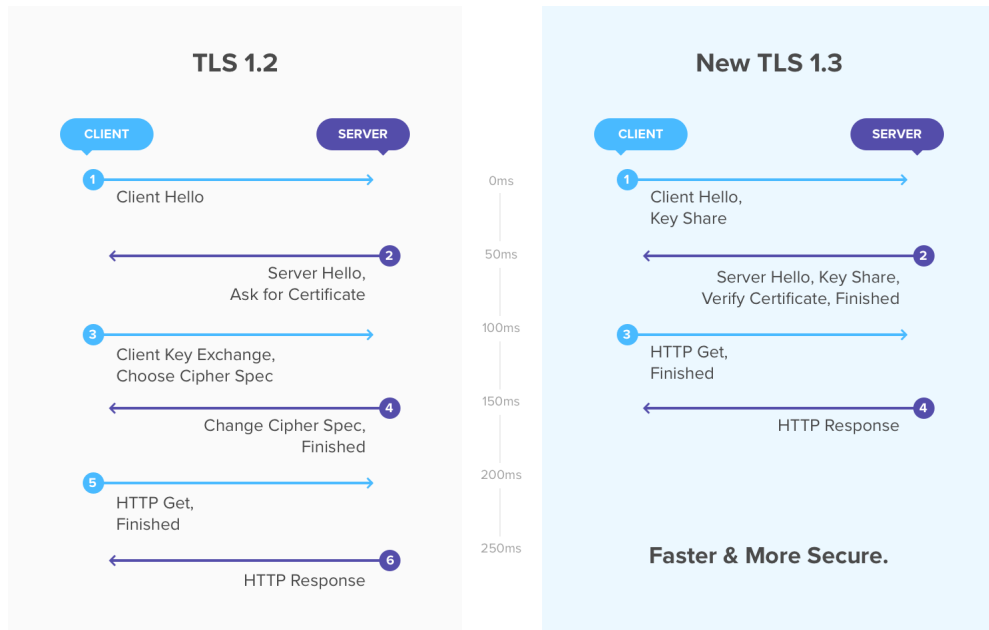 TLS 1.2
CLIENT
SERVER
1
Client Hello
2
Server Hello,
Ask for Certificate
3
Client Key Exchange,
Choose Cipher Spec
4
Change Cipher Spec,
Finished
5
HTTP Get,
Finished
6
HTTP Response
0ms
50ms
100ms
150ms
200ms
250ms
New TLS 1.3
CLIENT
SERVER
1
Client Hello,
Key Share
2
Server Hello, Key Share,
Verify Certificate, Finished
3
HTTP Get,
Finished
4
HTTP Response
Faster & More Secure.